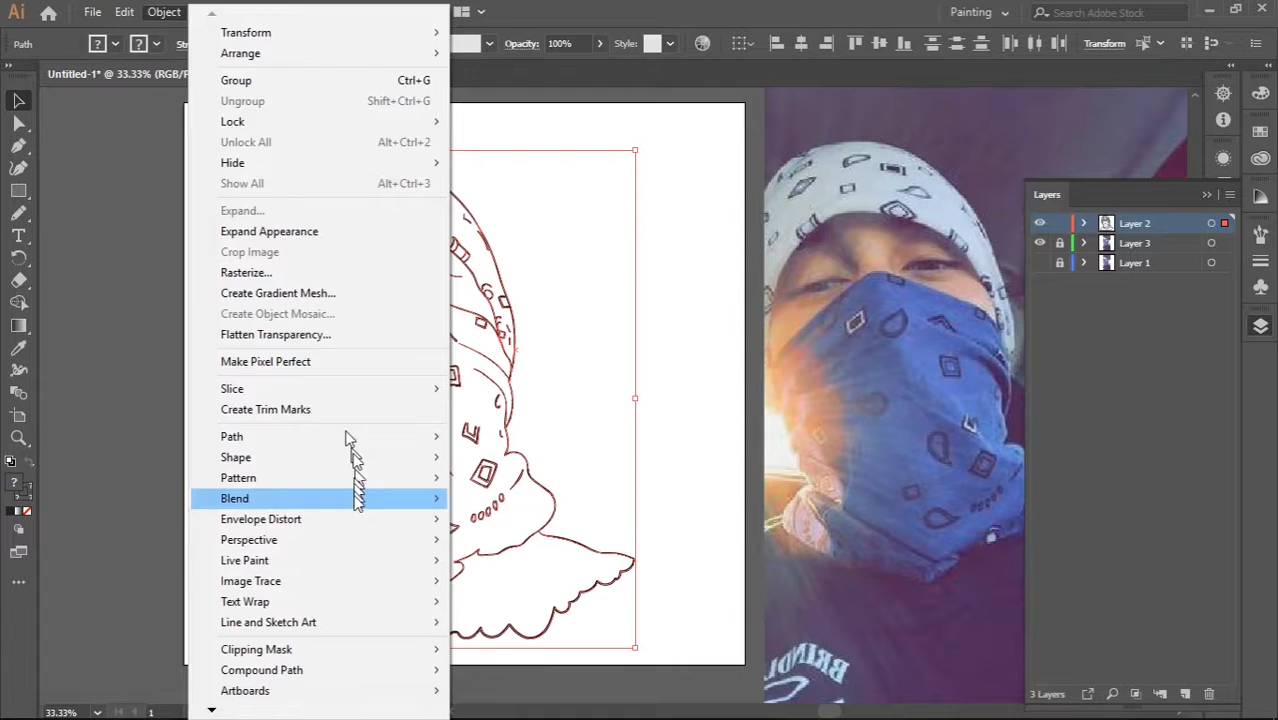 Ai File Edit Object Painting Search Adobe Stock
Path Opacity: 100% Style: Transform
Untitled-1* @ 33.33% (RGB/P
Transform
Arrange
Group Ctrl+G
Ungroup Shift+Ctrl+G
Lock
Unlock All Alt+Ctrl+2
Hide
Show All Alt+Ctrl+3
Expand...
Expand Appearance
Crop Image
Rasterize...
Create Gradient Mesh...
Create Object Mosaic...
Flatten Transparency...
Make Pixel Perfect
Slice
Create Trim Marks
Path
Shape
Pattern
Blend
Envelope Distort
Perspective
Live Paint
Image Trace
Text Wrap
Line and Sketch Art
Clipping Mask
Compound Path
Artboards
Layers
Layer 2
Layer 3
Layer 1
3 Layers
33.33% 1